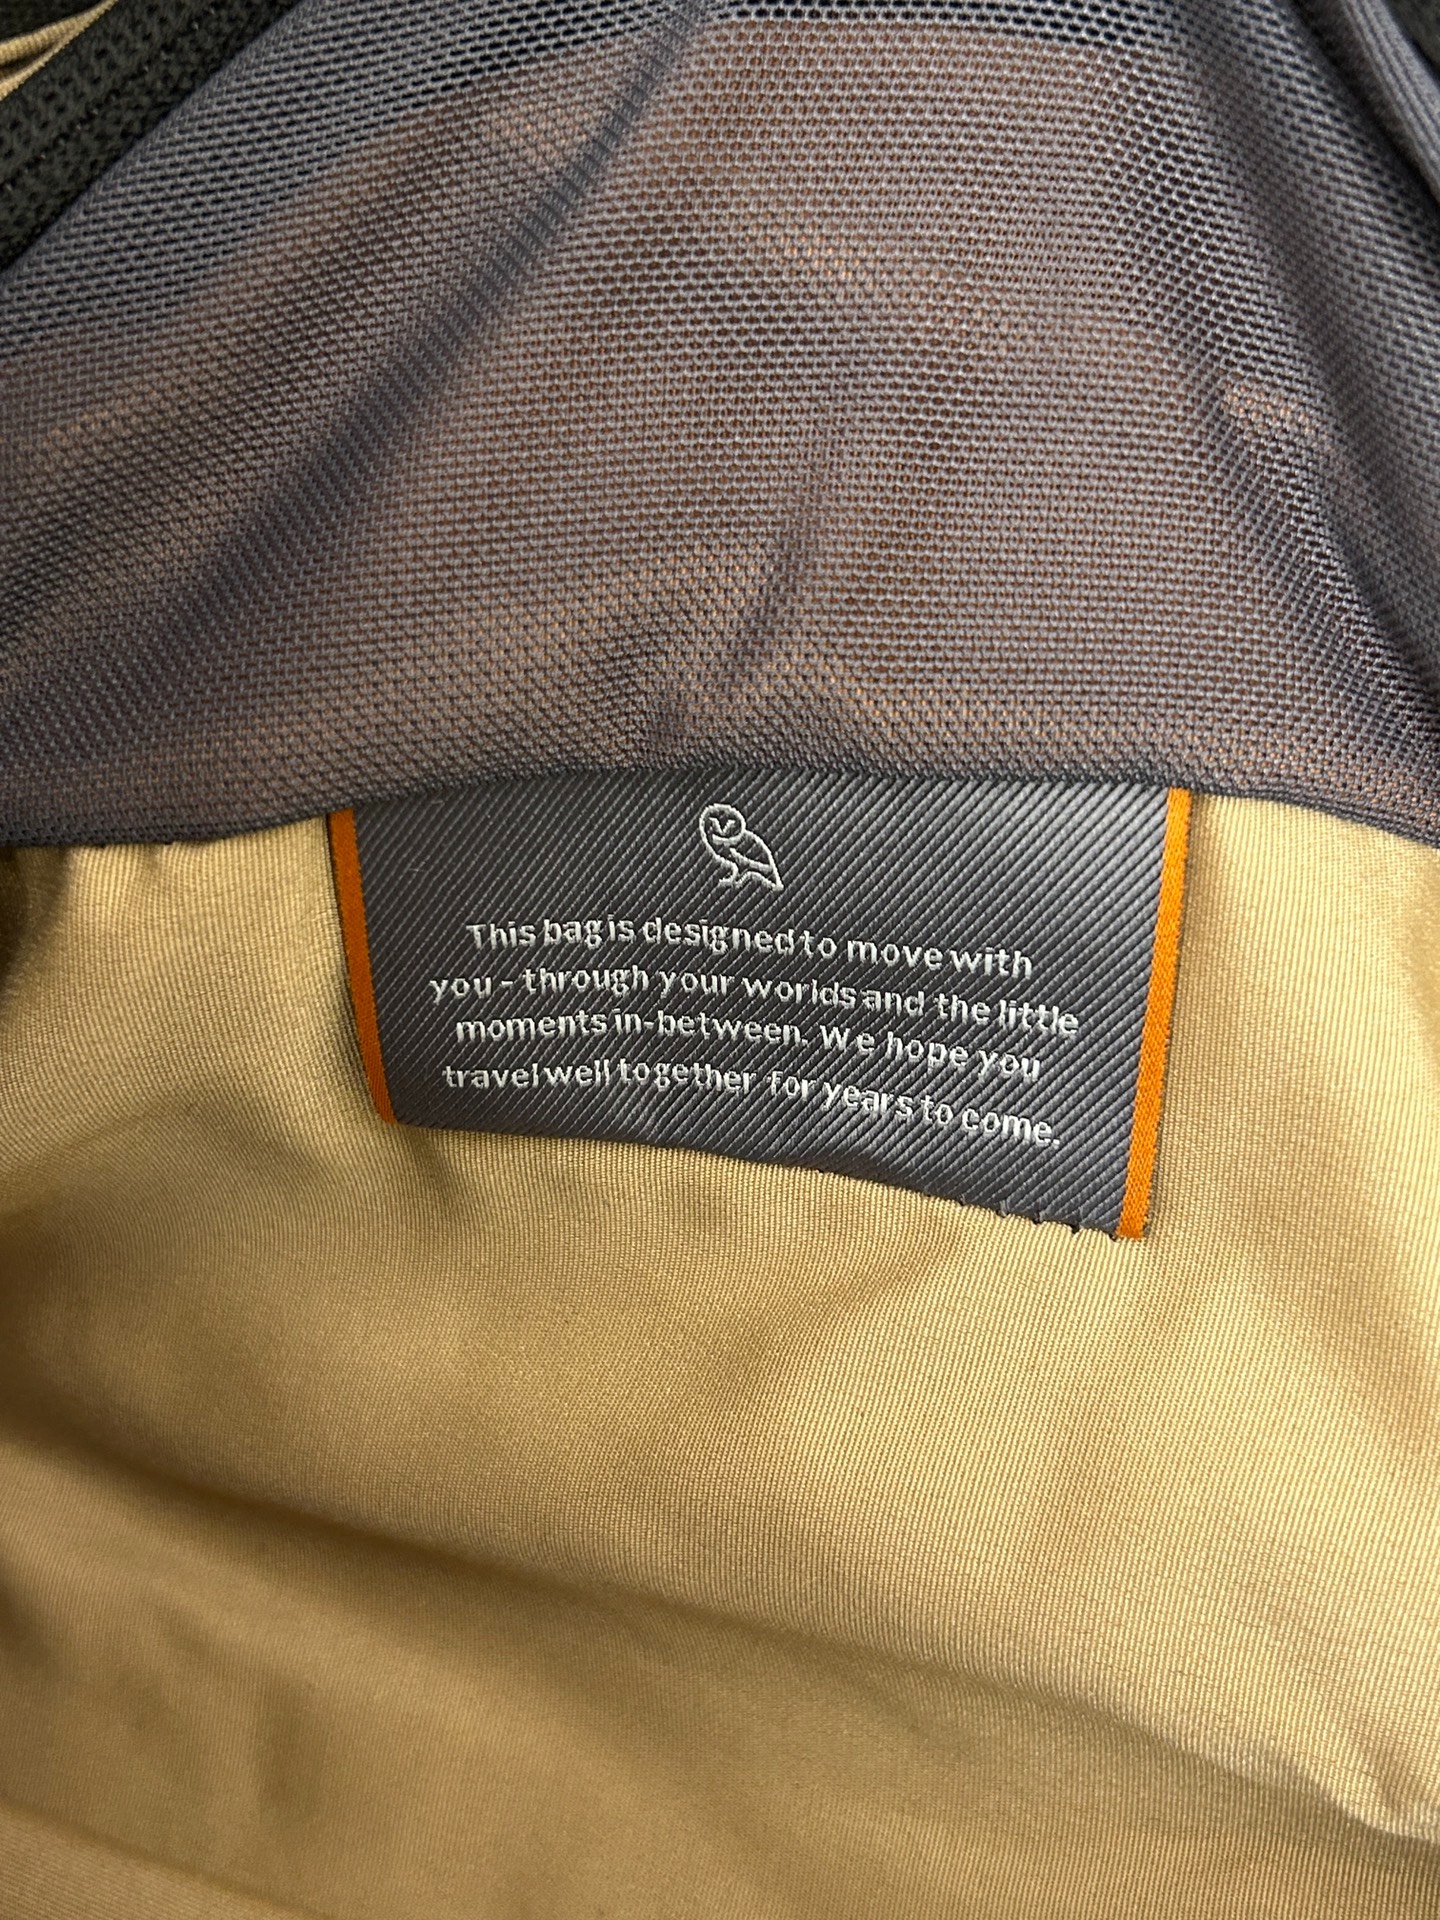 This bag is designed to move with
you - through your worlds and the little
moments in-between. We hope you
travel well together for years to come.